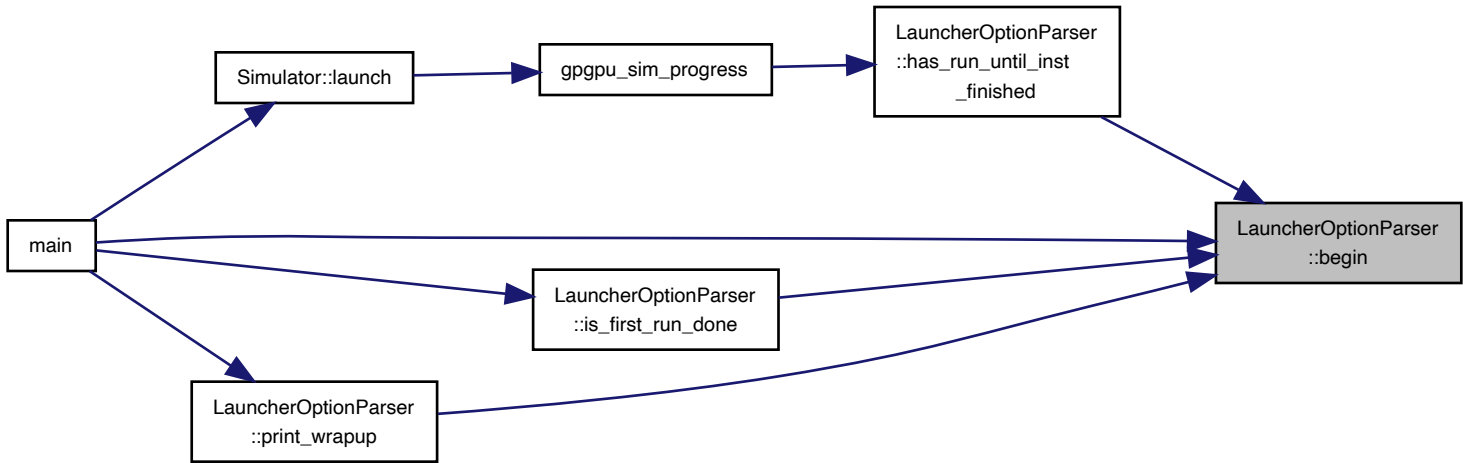 LauncherOptionParser
::has_run_until_inst
_finished
Simulator::launch
gpgpu_sim_progress
main
LauncherOptionParser
::begin
LauncherOptionParser
::is_first_run_done
LauncherOptionParser
::print_wrapup